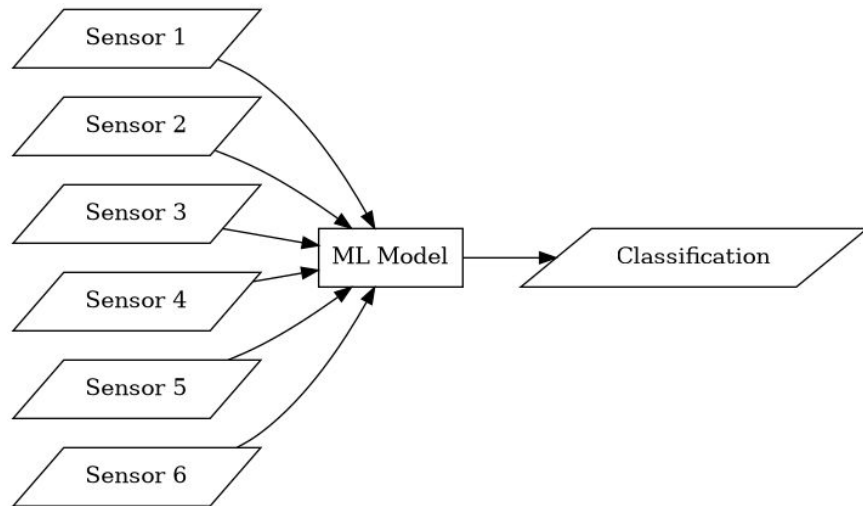 Sensor 1
Sensor 2
Sensor 3
Sensor 4
Sensor 5
Sensor 6
ML Model
Classification